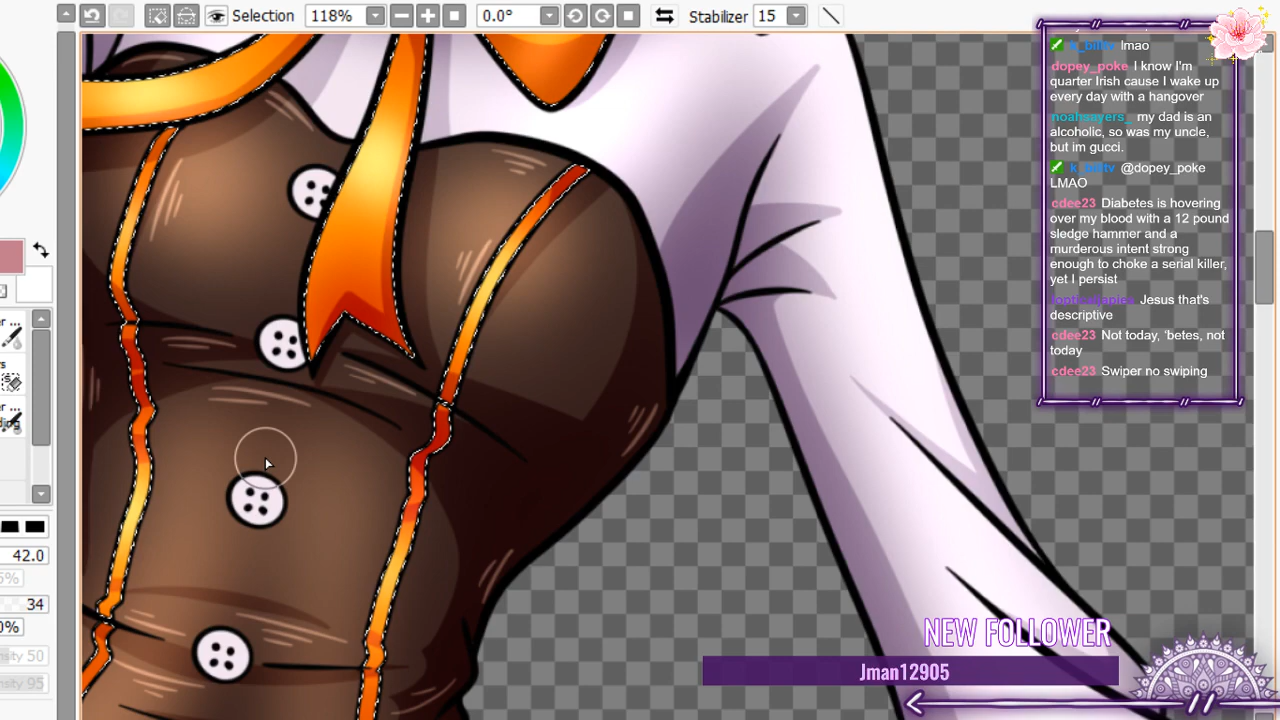 Selection 118% 0.0° Stabilizer 15
lmao
dopey_poke I know I'm
quarter Irish cause I wake up
every day with a hangover
noahsayers_ my dad is an
alcoholic, so was my uncle,
but im gucci.
@dopey_poke
LMAO
cdee23 Diabetes is hovering
over my blood with a 12 pound
sledge hammer and a
murderous intent strong
enough to choke a serial killer,
yet I persist
Jesus that's
descriptive
cdee23 Not today, 'betes, not
today
cdee23 Swiper no swiping
42.0
34
0%
50
95
NEW FOLLOWER
Jman12905